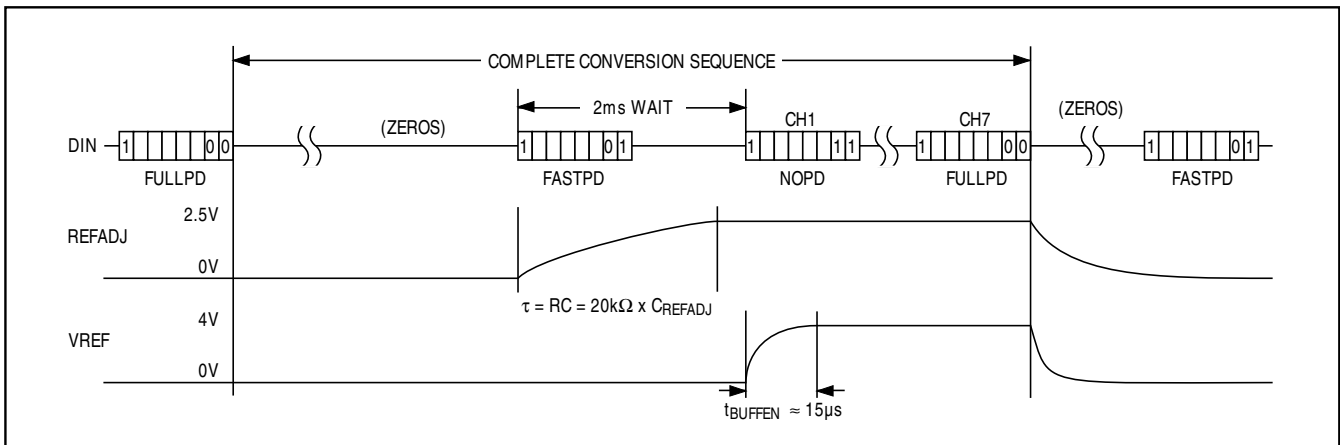 COMPLETE CONVERSION SEQUENCE
2ms WAIT
(ZEROS)
(ZEROS)
CH1
CH7
DIN
1 0 0
1 0 1
1 1 1
1 0 0
1 0 1
FULLPD
FASTPD
NOPD
FULLPD
FASTPD
2.5V
REFADJ
0V
τ = RC = 20kΩ x CREFADJ
4V
VREF
0V
tBUFFEN ≈ 15µs